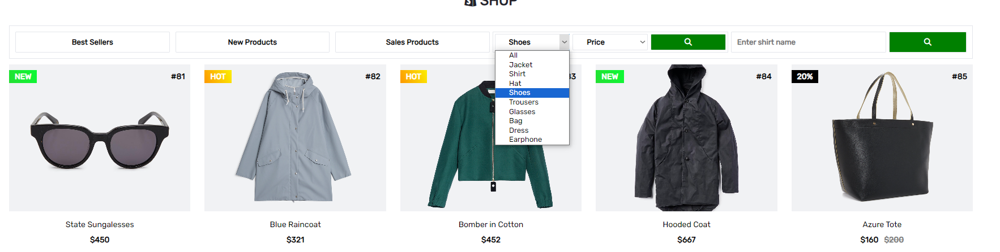 SHOP
Best Sellers
New Products
Sales Products
Shoes
Price
Enter shirt name
All
Jacket
Shirt
Hat
Shoes
Trousers
Glasses
Bag
Dress
Earphone
NEW
#81
HOT
#82
HOT
3
NEW
#84
20%
#85
State Sungalesses
Blue Raincoat
Bomber in Cotton
Hooded Coat
Azure Tote
$450
$321
$452
$667
$160 $200